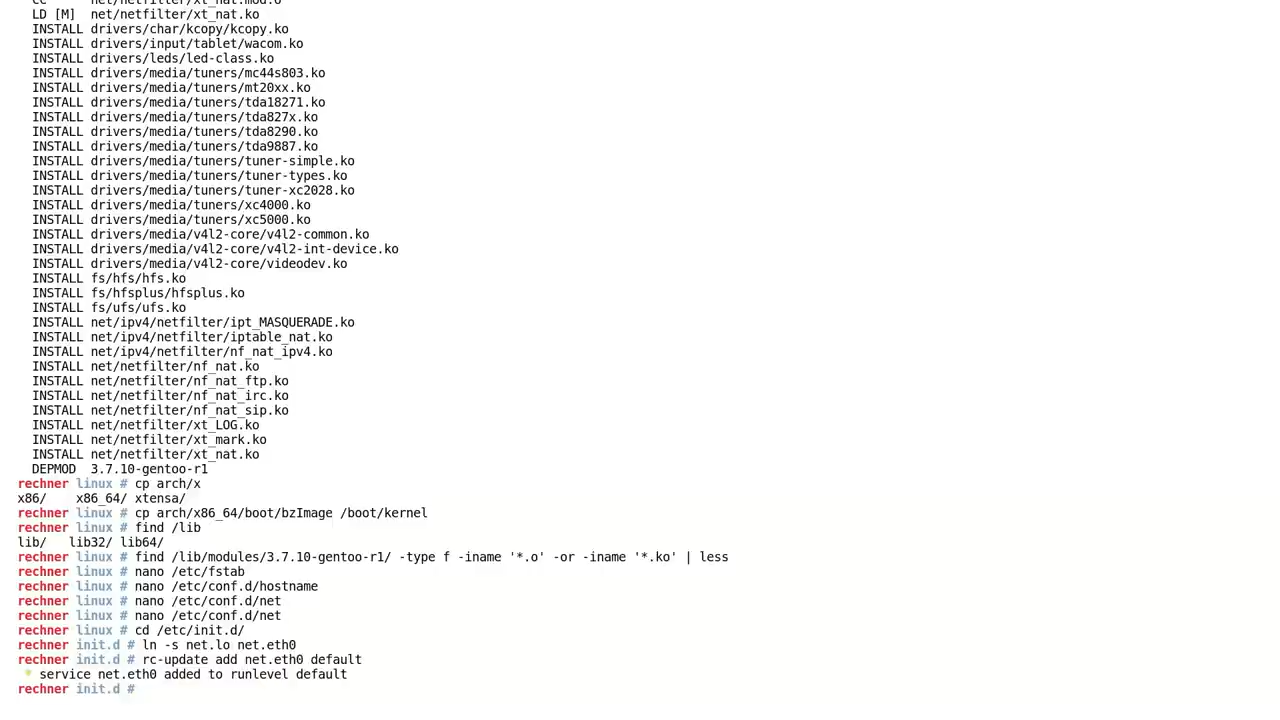 CC      net/netfilter/xt_nat.mod.o
LD [M]  net/netfilter/xt_nat.ko
INSTALL drivers/char/kcopy/kcopy.ko
INSTALL drivers/input/tablet/wacom.ko
INSTALL drivers/leds/led-class.ko
INSTALL drivers/media/tuners/mc44s803.ko
INSTALL drivers/media/tuners/mt20xx.ko
INSTALL drivers/media/tuners/tda18271.ko
INSTALL drivers/media/tuners/tda827x.ko
INSTALL drivers/media/tuners/tda8290.ko
INSTALL drivers/media/tuners/tda9887.ko
INSTALL drivers/media/tuners/tuner-simple.ko
INSTALL drivers/media/tuners/tuner-types.ko
INSTALL drivers/media/tuners/tuner-xc2028.ko
INSTALL drivers/media/tuners/xc4000.ko
INSTALL drivers/media/tuners/xc5000.ko
INSTALL drivers/media/v4l2-core/v4l2-common.ko
INSTALL drivers/media/v4l2-core/v4l2-int-device.ko
INSTALL drivers/media/v4l2-core/videodev.ko
INSTALL fs/hfs/hfs.ko
INSTALL fs/hfsplus/hfsplus.ko
INSTALL fs/ufs/ufs.ko
INSTALL net/ipv4/netfilter/ipt_MASQUERADE.ko
INSTALL net/ipv4/netfilter/iptable_nat.ko
INSTALL net/ipv4/netfilter/nf_nat_ipv4.ko
INSTALL net/netfilter/nf_nat.ko
INSTALL net/netfilter/nf_nat_ftp.ko
INSTALL net/netfilter/nf_nat_irc.ko
INSTALL net/netfilter/nf_nat_sip.ko
INSTALL net/netfilter/xt_LOG.ko
INSTALL net/netfilter/xt_mark.ko
INSTALL net/netfilter/xt_nat.ko
DEPMOD  3.7.10-gentoo-r1
rechner linux # cp arch/x
x86/    x86_64/ xtensa/
rechner linux # cp arch/x86_64/boot/bzImage /boot/kernel
rechner linux # find /lib
lib/   lib32/ lib64/
rechner linux # find /lib/modules/3.7.10-gentoo-r1/ -type f -iname '*.o' -or -iname '*.ko' | less
rechner linux # nano /etc/fstab
rechner linux # nano /etc/conf.d/hostname
rechner linux # nano /etc/conf.d/net
rechner linux # nano /etc/conf.d/net
rechner linux # cd /etc/init.d/
rechner init.d # ln -s net.lo net.eth0
rechner init.d # rc-update add net.eth0 default
* service net.eth0 added to runlevel default
rechner init.d #